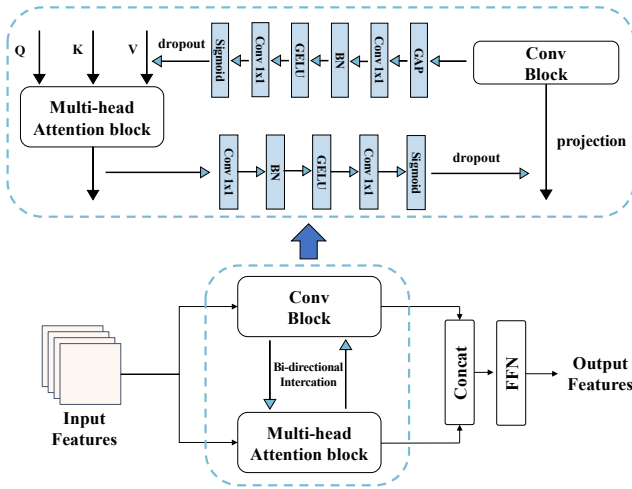 Q
K
V
dropout
Sigmoid
Conv 1x1
GELU
BN
Conv 1x1
GAP
Conv
Block
Multi-head
Attention block
projection
Conv 1x1
BN
GELU
Conv 1x1
Sigmoid
dropout
Conv
Block
Bi-directional
Intercation
Multi-head
Attention block
Input
Features
Concat
FFN
Output
Features